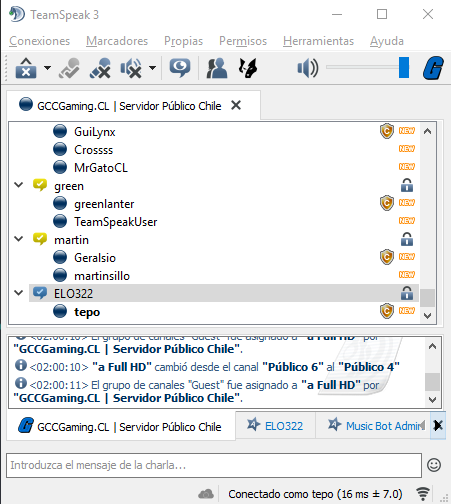 TeamSpeak 3
Conexiones Marcadores Propias Permisos Herramientas Ayuda
GCCGaming.CL | Servidor Público Chile
GuiLynx C NEW
Crossss NEW
MrGatoCL NEW
green
greenlanter C NEW
TeamSpeakUser NEW
martin
Geralsio C NEW
martinsillo NEW
ELO322
tepo C NEW
<02:00:10> El grupo de canales "Guest" fue asignado a "a Full HD" por
"GCCGaming.CL | Servidor Público Chile".
<02:00:10> "a Full HD" cambió desde el canal "Público 6" al "Público 4"
<02:00:11> El grupo de canales "Guest" fue asignado a "a Full HD" por
"GCCGaming.CL | Servidor Público Chile".
GCCGaming.CL | Servidor Público Chile ELO322 Music Bot Admin
Introduzca el mensaje de la charla...
Conectado como tepo (16 ms ± 7.0)